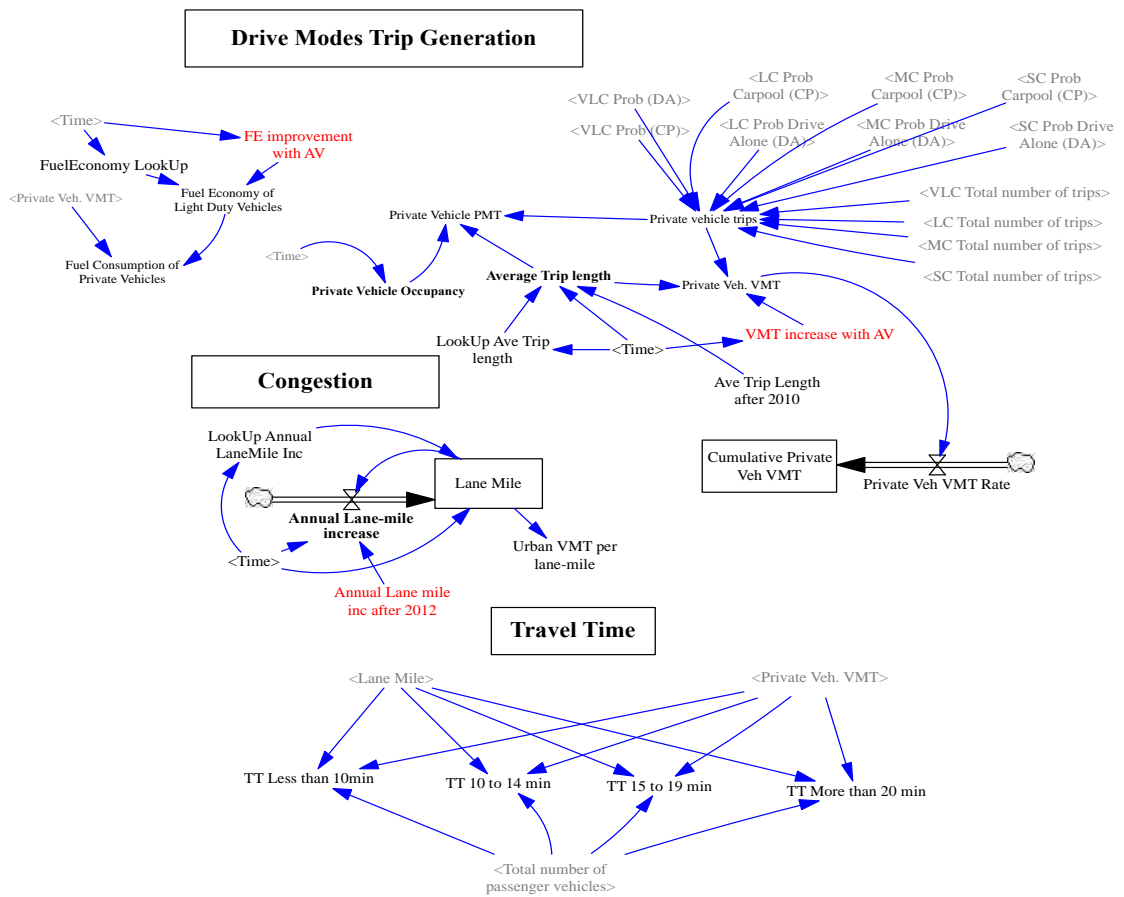 Drive Modes Trip Generation
<Time>
FE improvement
with AV
FuelEconomy LookUp
<Private Veh. VMT>
Fuel Economy of
Light Duty Vehicles
Fuel Consumption of
Private Vehicles
<VLC Prob (DA)>
<VLC Prob (CP)>
<LC Prob
Carpool (CP)>
<LC Prob Drive
Alone (DA)>
<MC Prob
Carpool (CP)>
<MC Prob Drive
Alone (DA)>
<SC Prob
Carpool (CP)>
<SC Prob Drive
Alone (DA)>
<VLC Total number of trips>
<LC Total number of trips>
<MC Total number of trips>
<SC Total number of trips>
Private Vehicle PMT
Private vehicle trips
<Time>
Private Vehicle Occupancy
Average Trip length
Private Veh. VMT
LookUp Ave Trip
length
<Time>
VMT increase with AV
Ave Trip Length
after 2010
Cumulative Private
Veh VMT
Private Veh VMT Rate
Congestion
LookUp Annual
LaneMile Inc
Lane Mile
Annual Lane-mile
increase
<Time>
Urban VMT per
lane-mile
Annual Lane mile
inc after 2012
Travel Time
<Lane Mile>
<Private Veh. VMT>
TT Less than 10min
TT 10 to 14 min
TT 15 to 19 min
TT More than 20 min
<Total number of
passenger vehicles>